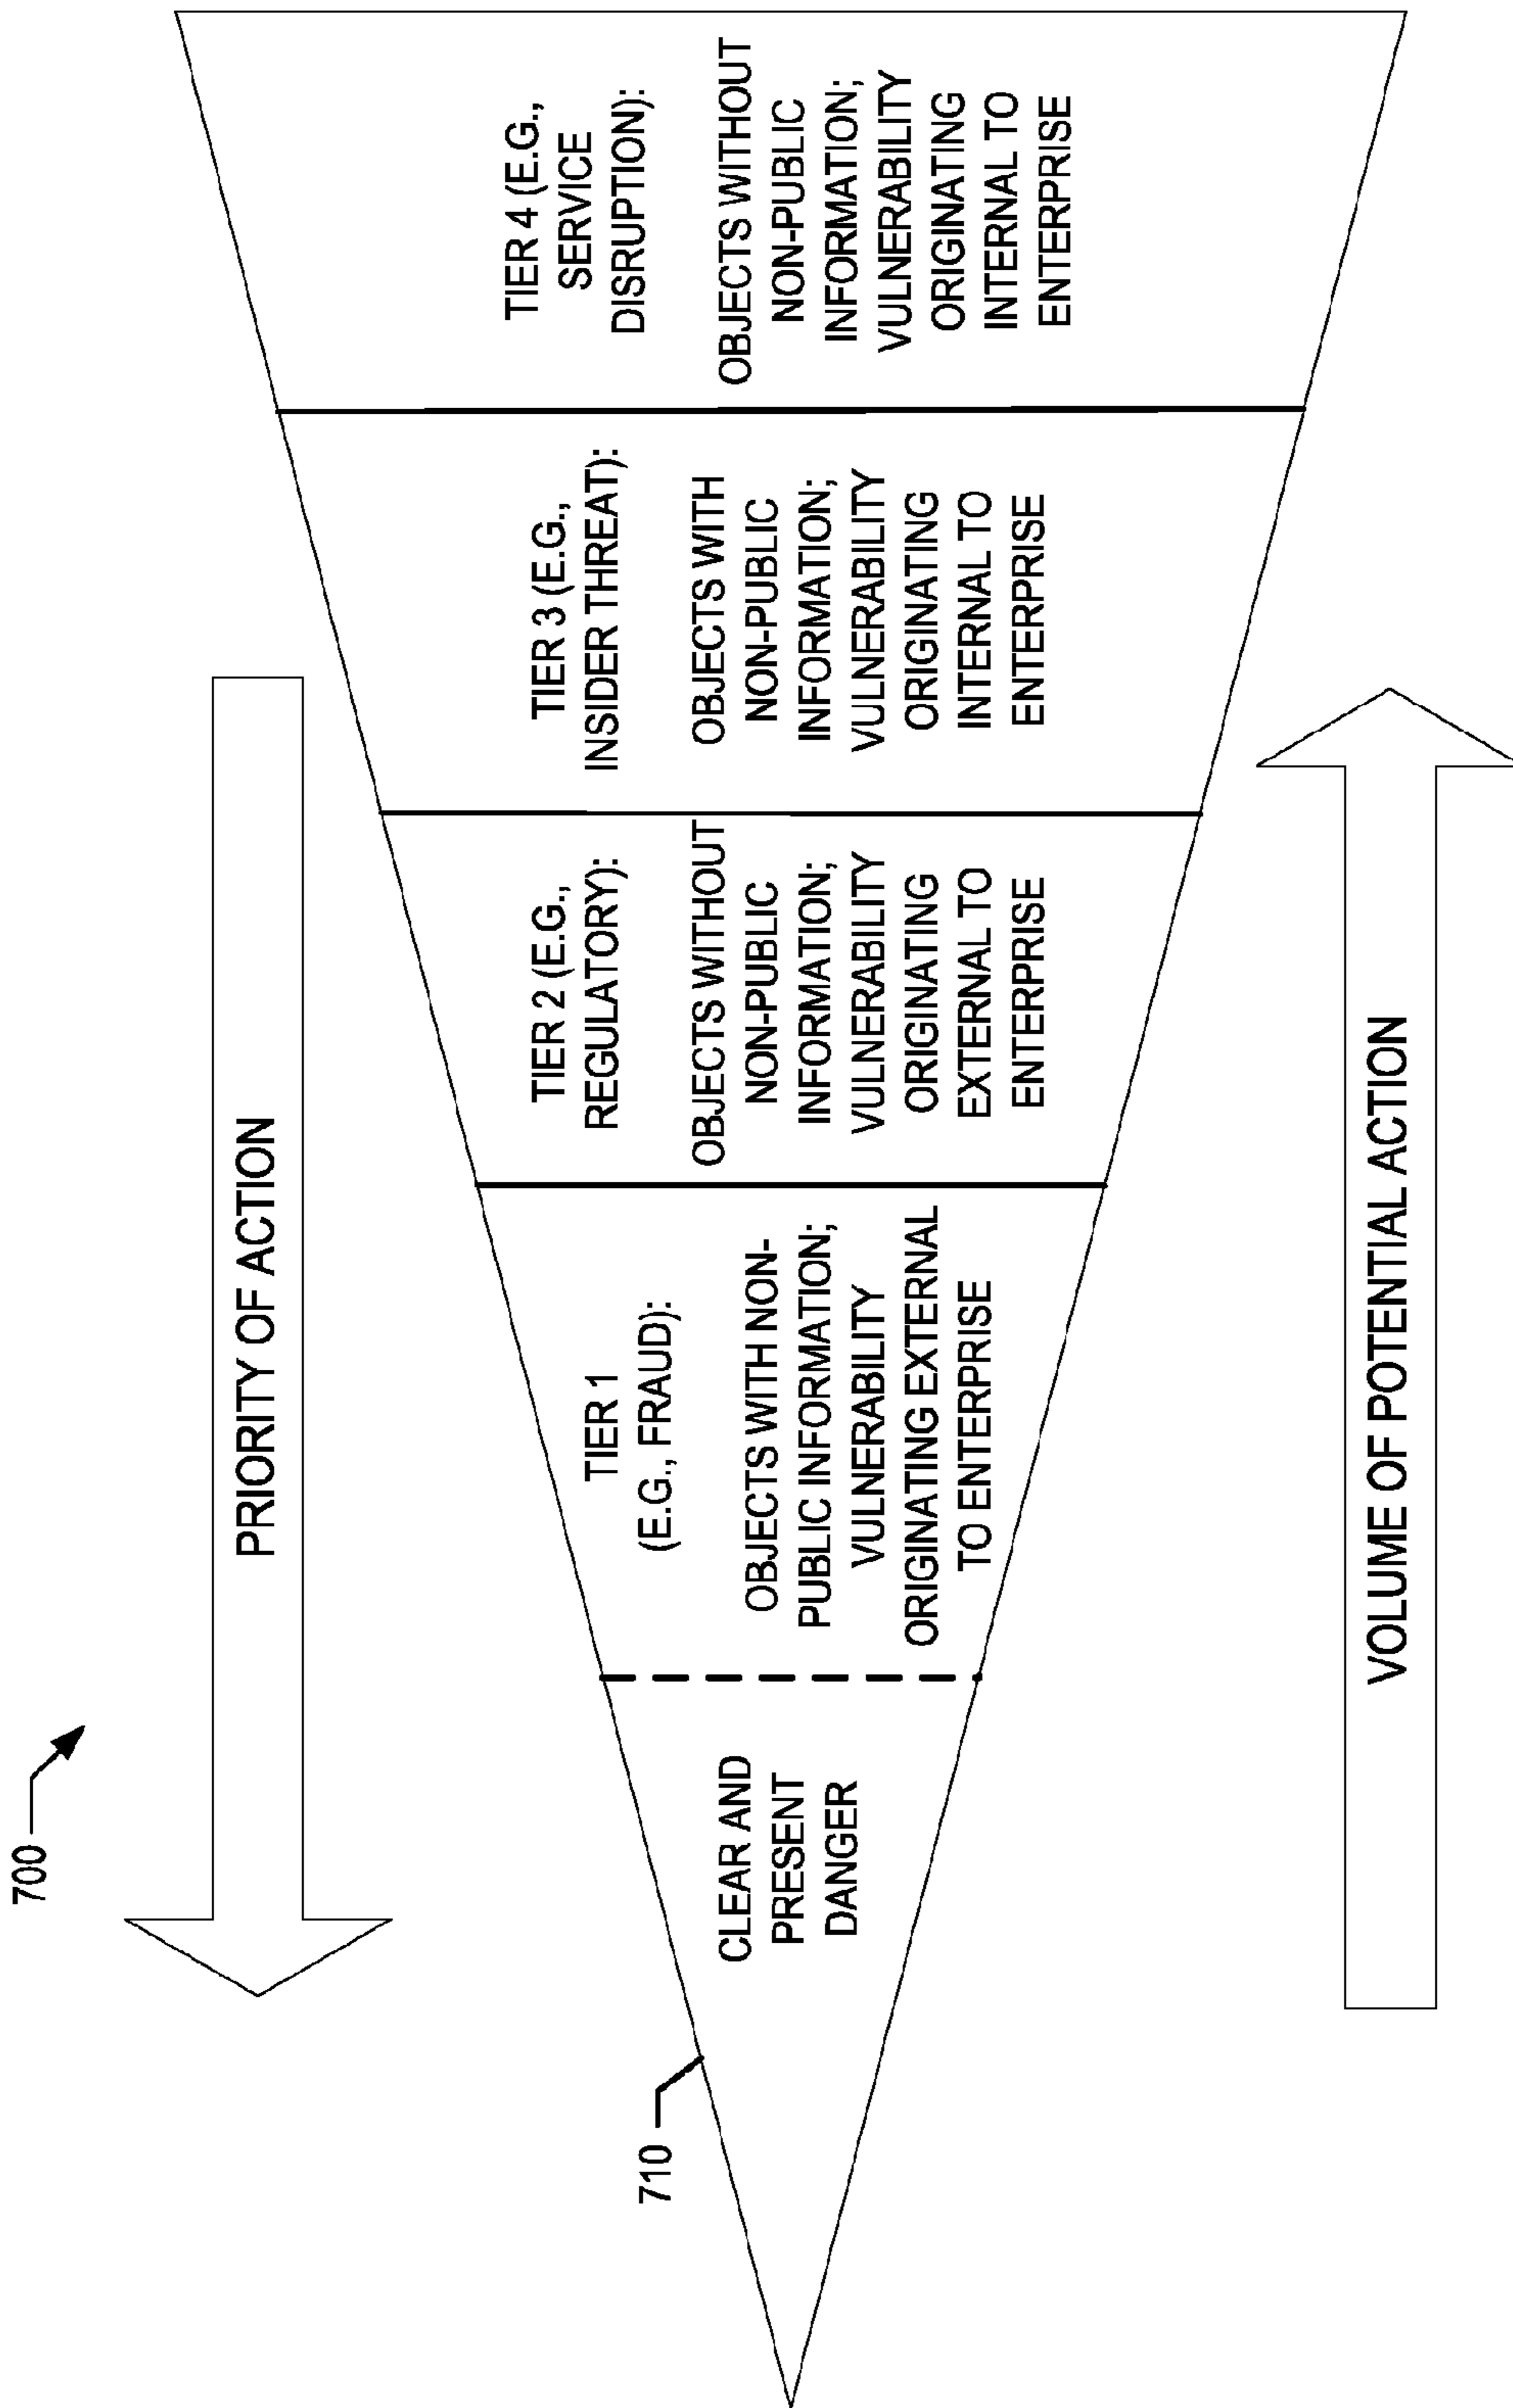 700
PRIORITY OF ACTION
710
CLEAR AND
PRESENT
DANGER
TIER 1
(E.G., FRAUD):
OBJECTS WITH NON-
PUBLIC INFORMATION;
VULNERABILITY
ORIGINATING EXTERNAL
TO ENTERPRISE
TIER 2 (E.G.,
REGULATORY):
OBJECTS WITHOUT
NON-PUBLIC
INFORMATION;
VULNERABILITY
ORIGINATING
EXTERNAL TO
ENTERPRISE
TIER 3 (E.G.,
INSIDER THREAT):
OBJECTS WITH
NON-PUBLIC
INFORMATION;
VULNERABILITY
ORIGINATING
INTERNAL TO
ENTERPRISE
TIER 4 (E.G.,
SERVICE
DISRUPTION):
OBJECTS WITHOUT
NON-PUBLIC
INFORMATION;
VULNERABILITY
ORIGINATING
INTERNAL TO
ENTERPRISE
VOLUME OF POTENTIAL ACTION